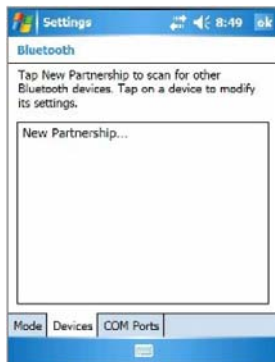 Settings 8:49 ok
Bluetooth
Tap New Partnership to scan for other
Bluetooth devices. Tap on a device to modify
its settings.
New Partnership...
Mode Devices COM Ports